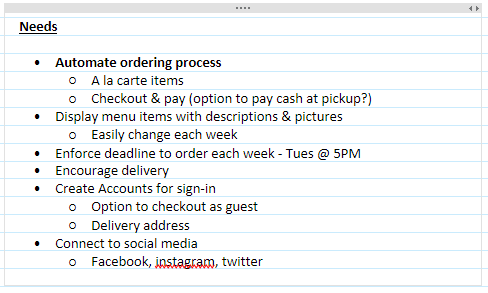 Needs
• Automate ordering process
o A la carte items
o Checkout & pay (option to pay cash at pickup?)
• Display menu items with descriptions & pictures
o Easily change each week
• Enforce deadline to order each week - Tues @ 5PM
• Encourage delivery
• Create Accounts for sign-in
o Option to checkout as guest
o Delivery address
• Connect to social media
o Facebook, instagram, twitter